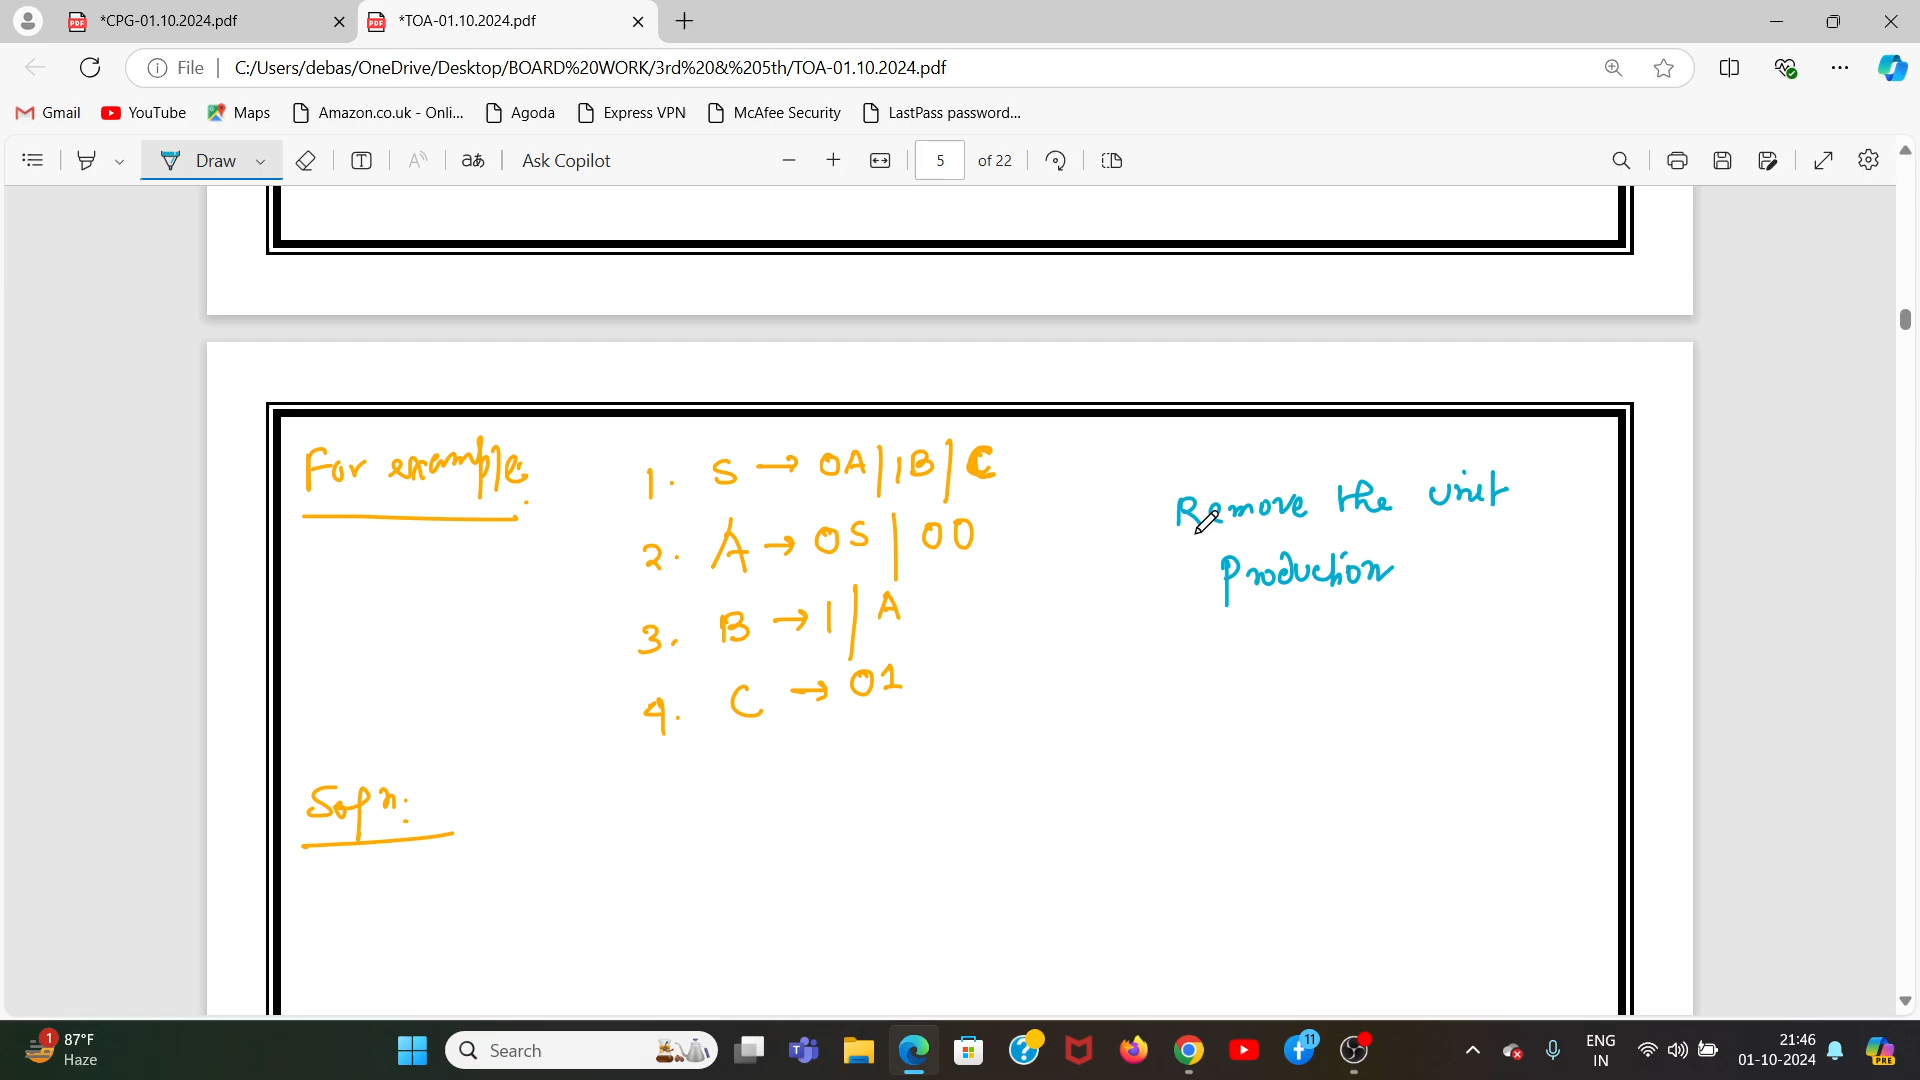 *CPG-01.10.2024.pdf
*TOA-01.10.2024.pdf
File
C:/Users/debas/OneDrive/Desktop/BOARD%20WORK/3rd%20&%205th/TOA-01.10.2024.pdf
Gmail
YouTube
Maps
Amazon.co.uk - Onli...
Agoda
Express VPN
McAfee Security
LastPass password...
Draw
Ask Copilot
5
of 22
For example
1. S → 0A|1B|C
Remove the unit
2. A → 0S|00
Production
3. B → 1|A
4. C → 01
87°F
Haze
Search
11
ENG
IN
21:46
01-10-2024